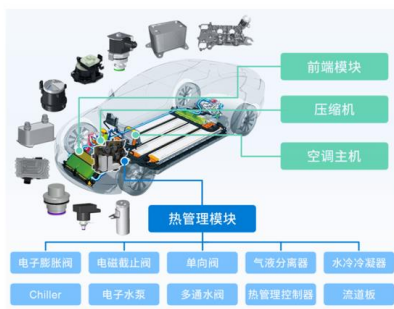 前端模块
压缩机
空调主机
热管理模块
电子膨胀阀
电磁截止阀
单向阀
气液分离器
水冷冷凝器
Chiller
电子水泵
多通水阀
热管理控制器
流道板